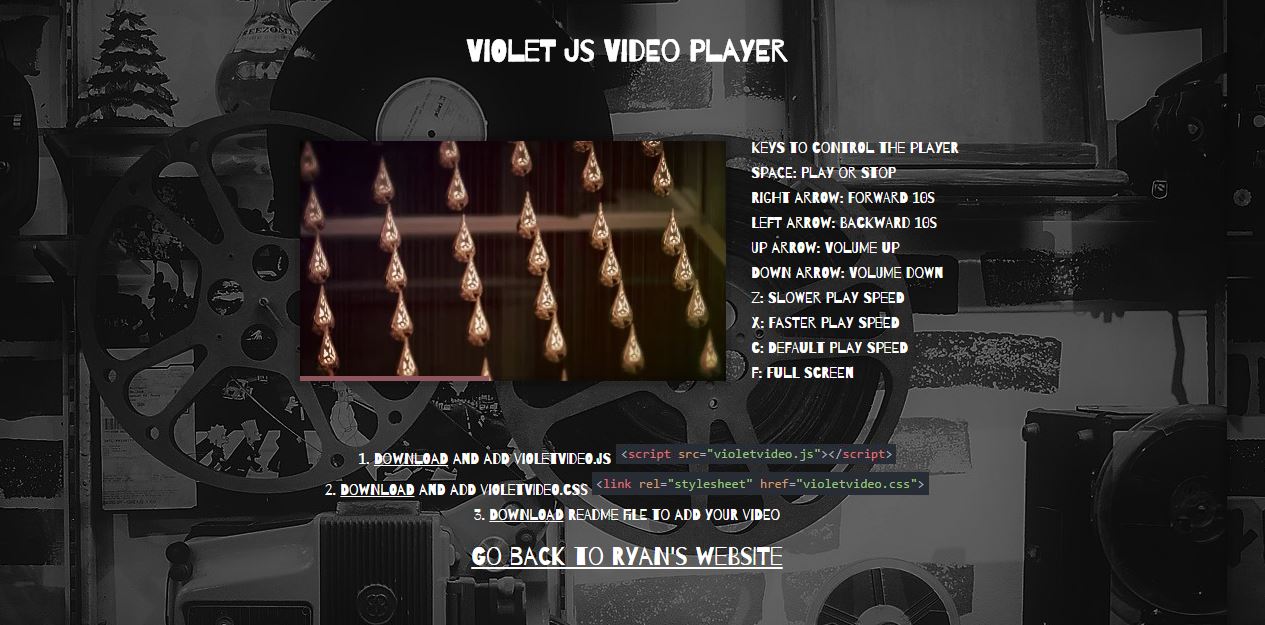 VIOLET JS VIDEO PLAYER
KEYS TO CONTROL THE PLAYER
SPACE: PLAY OR STOP
RIGHT ARROW: FORWARD 10S
LEFT ARROW: BACKWARD 10S
UP ARROW: VOLUME UP
DOWN ARROW: VOLUME DOWN
Z: SLOWER PLAY SPEED
X: FASTER PLAY SPEED
C: DEFAULT PLAY SPEED
F: FULL SCREEN
1. DOWNLOAD AND ADD VIOLETVIDEO.JS <script src="violetvideo.js"></script>
2. DOWNLOAD AND ADD VIOLETVIDEO.CSS <link rel="stylesheet" href="violetvideo.css">
3. DOWNLOAD README FILE TO ADD YOUR VIDEO
GO BACK TO RYAN'S WEBSITE